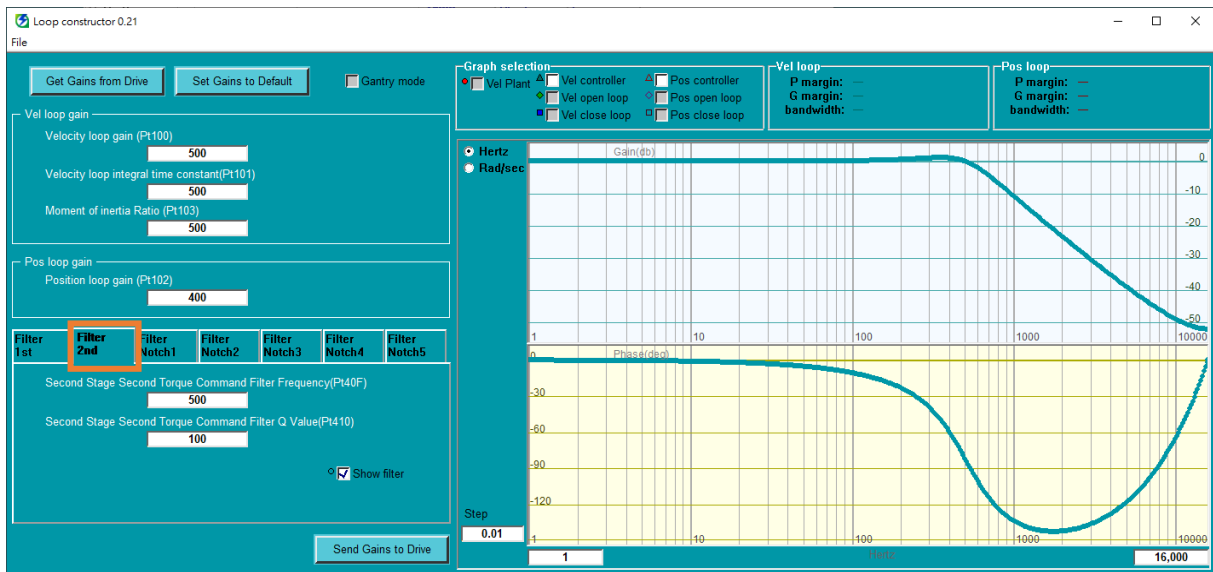 Loop constructor 0.21
File
Get Gains from Drive
Set Gains to Default
Gantry mode
Vel loop gain
Velocity loop gain (Pt100)
500
Velocity loop integral time constant(Pt101)
500
Moment of inertia Ratio (Pt103)
500
Pos loop gain
Position loop gain (Pt102)
400
Filter 1st
Filter 2nd
Filter Notch1
Filter Notch2
Filter Notch3
Filter Notch4
Filter Notch5
Second Stage Second Torque Command Filter Frequency(Pt40F)
500
Second Stage Second Torque Command Filter Q Value(Pt410)
100
Show filter
Send Gains to Drive
Graph selection
Vel Plant
Vel controller
Pos controller
Vel open loop
Pos open loop
Vel close loop
Pos close loop
Vel loop
P margin: —
G margin: —
bandwidth: —
Pos loop
P margin: —
G margin: —
bandwidth: —
Hertz
Rad/sec
Gain(db)
0
-10
-20
-30
-40
-50
1
10
100
1000
10000
Phase(deg)
0
-30
-60
-90
-120
1
10
100
1000
10000
Step
0.01
Hertz
1
16,000